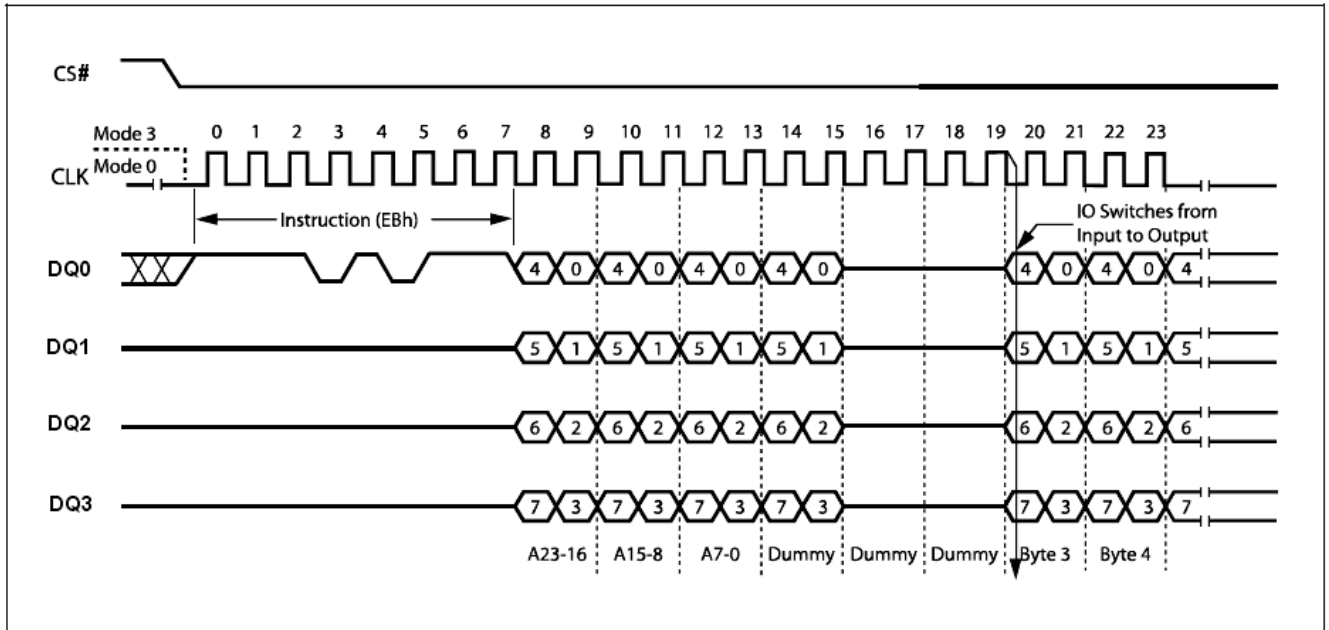 CS#
Mode 3
0 1 2 3 4 5 6 7 8 9 10 11 12 13 14 15 16 17 18 19 20 21 22 23
Mode 0
CLK
Instruction (EBh)
IO Switches from
Input to Output
DQ0 4 0 4 0 4 0 4 0 4 0 4 0 4
DQ1 5 1 5 1 5 1 5 1 5 1 5 1 5
DQ2 6 2 6 2 6 2 6 2 6 2 6 2 6
DQ3 7 3 7 3 7 3 7 3 7 3 7 3 7
A23-16 A15-8 A7-0 Dummy Dummy Dummy Byte 3 Byte 4